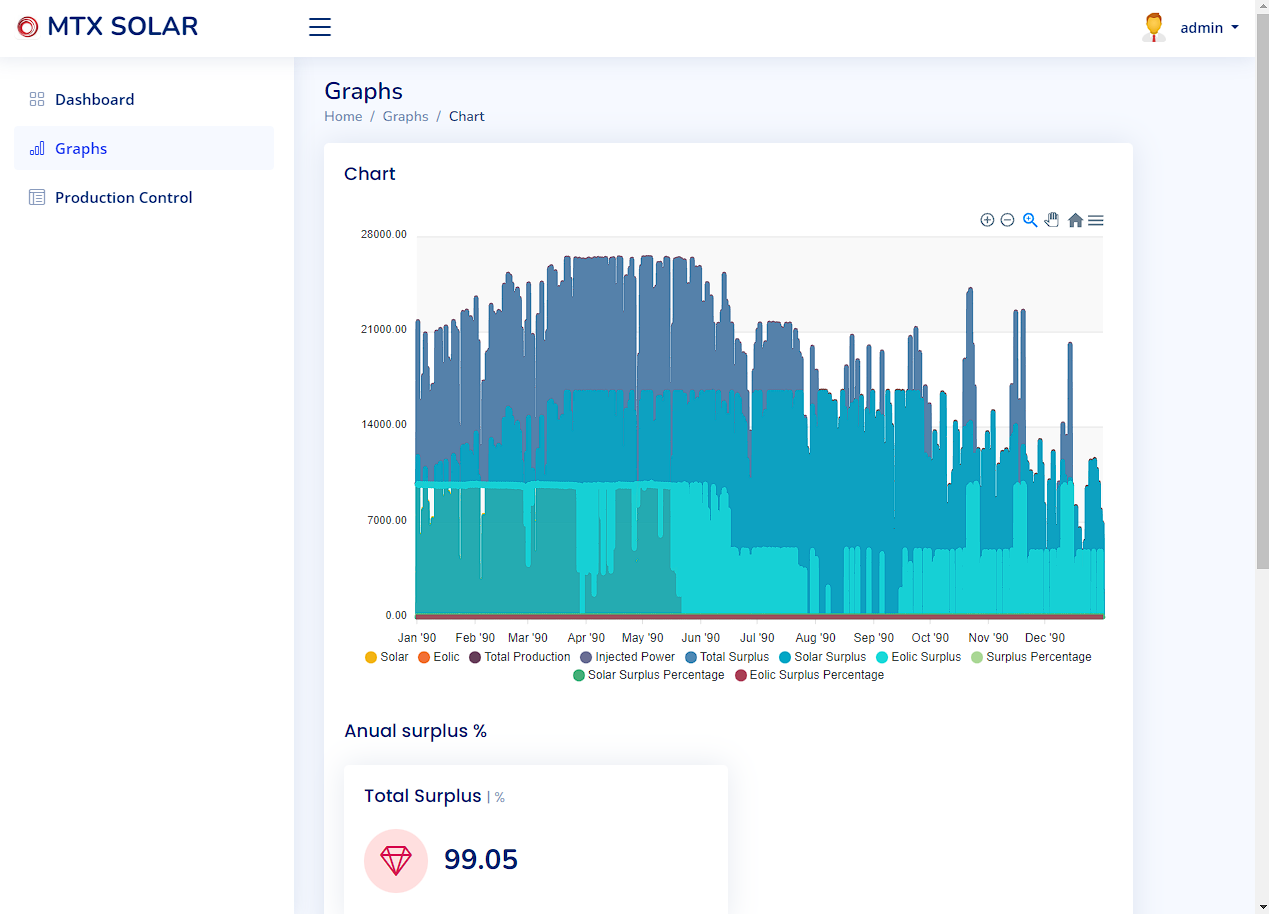 MTX SOLAR
admin
Dashboard
Graphs
Production Control
Graphs
Home / Graphs / Chart
Chart
28000.00
21000.00
14000.00
7000.00
0.00
Jan '90 Feb '90 Mar '90 Apr '90 May '90 Jun '90 Jul '90 Aug '90 Sep '90 Oct '90 Nov '90 Dec '90
Solar Eolic Total Production Injected Power Total Surplus Solar Surplus Eolic Surplus Surplus Percentage
Solar Surplus Percentage Eolic Surplus Percentage
Anual surplus %
Total Surplus | %
99.05